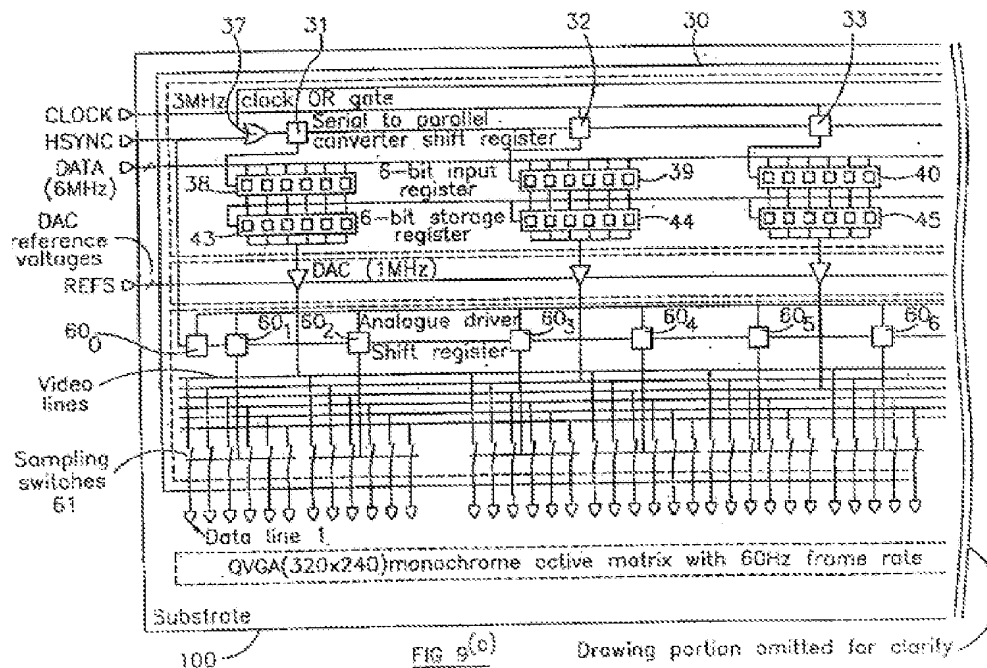 37
31
32
30
33
3MHz clock OR gate
CLOCK
HSYNC
Serial to parallel
converter shift register
DATA
(6MHz)
38
6-bit input
register
39
40
43
6-bit storage
register
44
45
DAC
reference
voltages
REFS
DAC (1MHz)
60₀
60₁
60₂
Analogue driver
Shift register
60₃
60₄
60₅
60₆
Video
lines
Sampling
switches
61
Data line 1
QVGA(320x240)monochrome active matrix with 60Hz frame rate
Substrate
100
FIG 9(a)
Drawing portion omitted for clarify